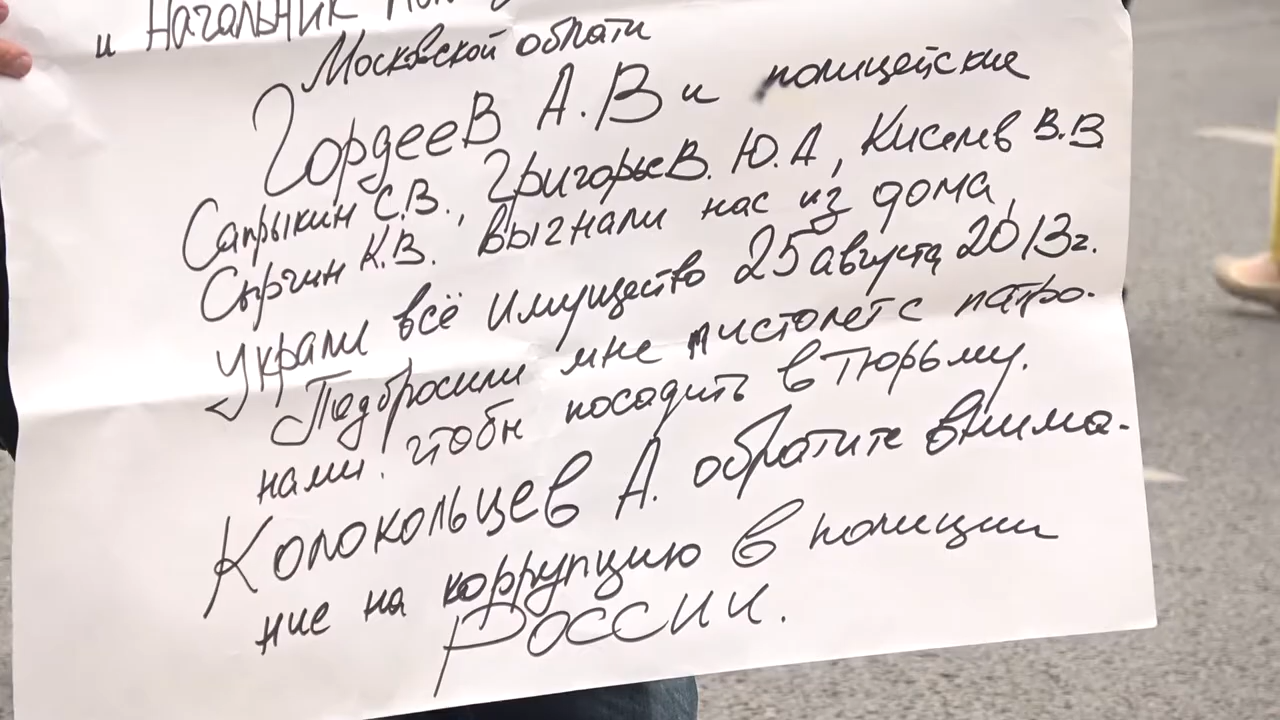 и Начальник
Московской облати
Гордеев А.В и полицейские
Сапрыкин С.В., Григорьев. Ю.А, Киселев В.В
Сыргин К.В. выгнали нас из дома,
украли всё имущество 25 августа 2013г.
Подбросили мне пистолет с патро-
нами. чтобы посадить в тюрьму.
Колокольцев А. обратите внима-
ние на коррупцию в полиции
России.